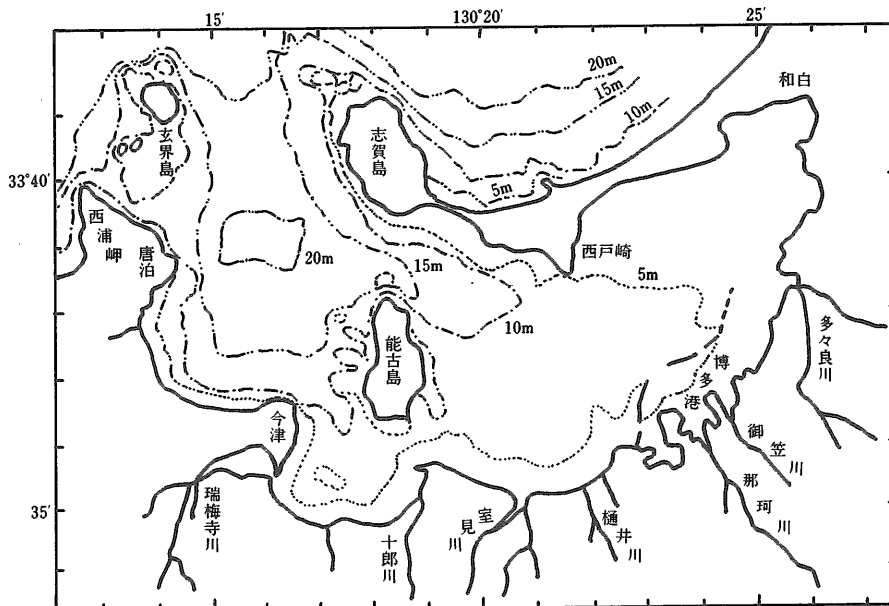 15′
130°20′
25′
20m
15m
10m
5m
和白
玄界島
志賀島
33°40′
西浦岬
唐泊
西戸崎
20m
15m
10m
5m
能古島
博多港
多々良川
今津
御笠川
那珂川
瑞梅寺川
十郎川
室見川
樋井川
35′